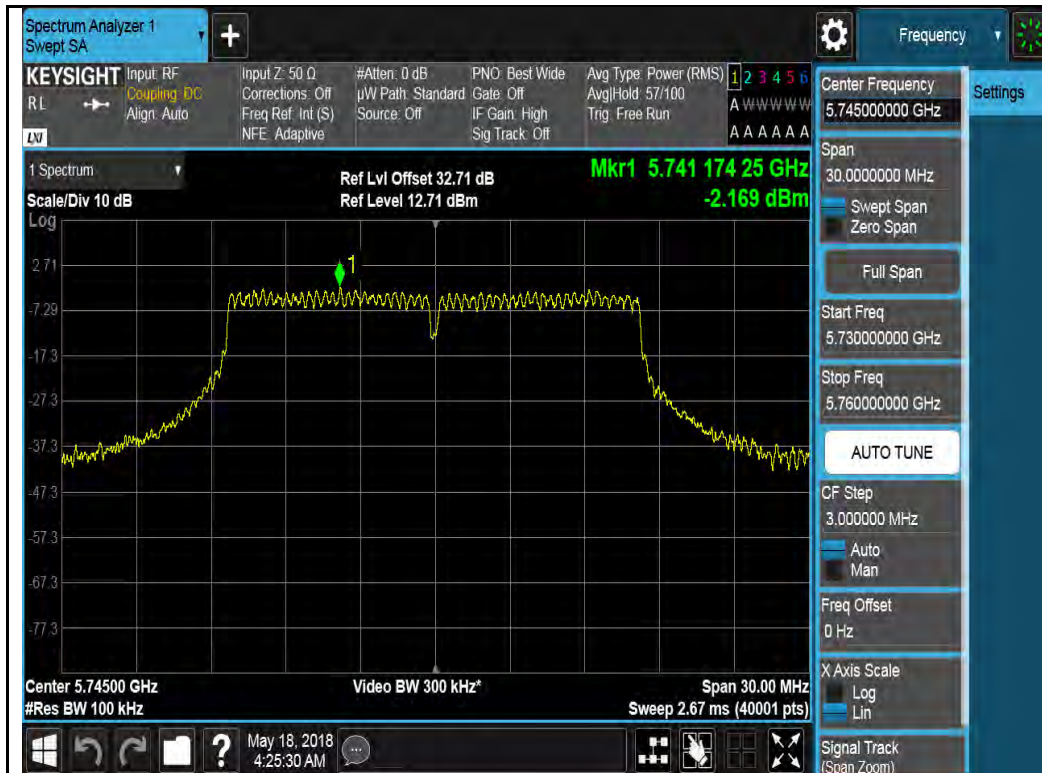 Spectrum Analyzer 1
Swept SA
+
Frequency
KEYSIGHT
RL
LXI
Input: RF
Coupling: DC
Align: Auto
Input Z: 50 Ω
Corrections: Off
Freq Ref: Int (S)
NFE: Adaptive
#Atten: 0 dB
µW Path: Standard
Source: Off
PNO: Best Wide
Gate: Off
IF Gain: High
Sig Track: Off
Avg Type: Power (RMS)
Avg|Hold: 57/100
Trig: Free Run
1 2 3 4 5 6
A W W W W W
A A A A A A
1 Spectrum
Scale/Div 10 dB
Log
Ref Lvl Offset 32.71 dB
Ref Level 12.71 dBm
Mkr1 5.741 174 25 GHz
-2.169 dBm
1
2.71
-7.29
-17.3
-27.3
-37.3
-47.3
-57.3
-67.3
-77.3
Center 5.74500 GHz
#Res BW 100 kHz
Video BW 300 kHz*
Span 30.00 MHz
Sweep 2.67 ms (40001 pts)
Center Frequency
5.745000000 GHz
Settings
Span
30.0000000 MHz
Swept Span
Zero Span
Full Span
Start Freq
5.730000000 GHz
Stop Freq
5.760000000 GHz
AUTO TUNE
CF Step
3.000000 MHz
Auto
Man
Freq Offset
0 Hz
X Axis Scale
Log
Lin
Signal Track
(Span Zoom)
?
May 18, 2018
4:25:30 AM